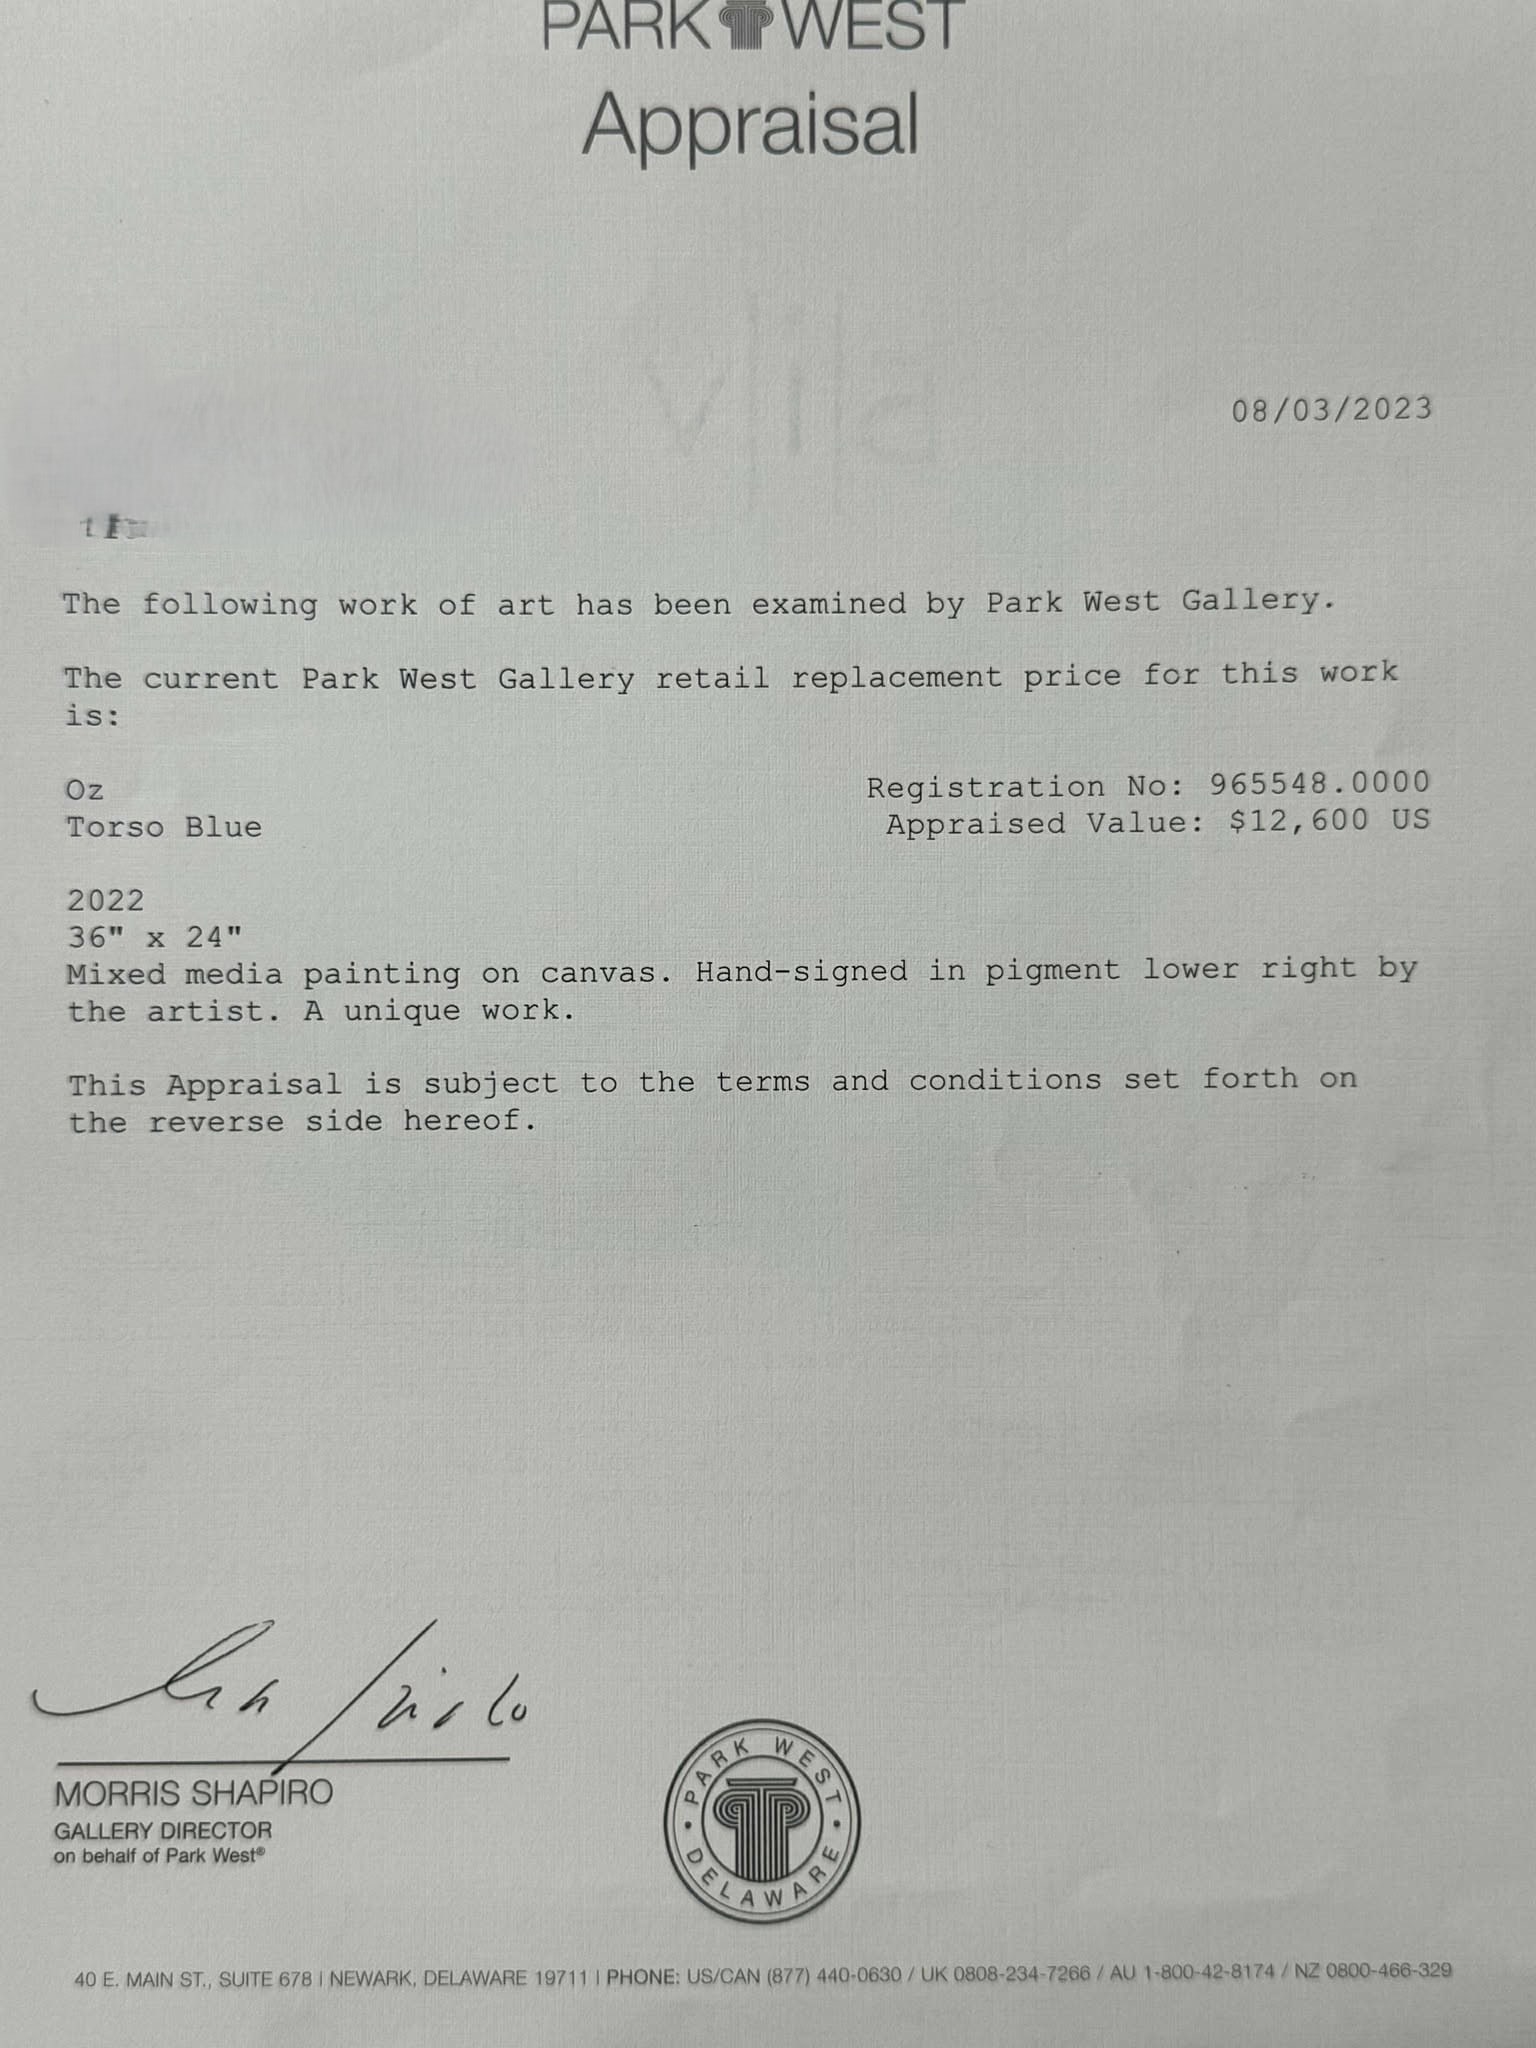 PARK WEST
Appraisal
08/03/2023
The following work of art has been examined by Park West Gallery.
The current Park West Gallery retail replacement price for this work
is:
Oz
Registration No: 965548.0000
Torso Blue
Appraised Value: $12,600 US
2022
36" x 24"
Mixed media painting on canvas. Hand-signed in pigment lower right by
the artist. A unique work.
This Appraisal is subject to the terms and conditions set forth on
the reverse side hereof.
MORRIS SHAPIRO
GALLERY DIRECTOR
on behalf of Park West®
PARK WEST
DELAWARE
40 E. MAIN ST., SUITE 678 | NEWARK, DELAWARE 19711 | PHONE: US/CAN (877) 440-0630 / UK 0808-234-7266 / AU 1-800-42-8174 / NZ 0800-466-329